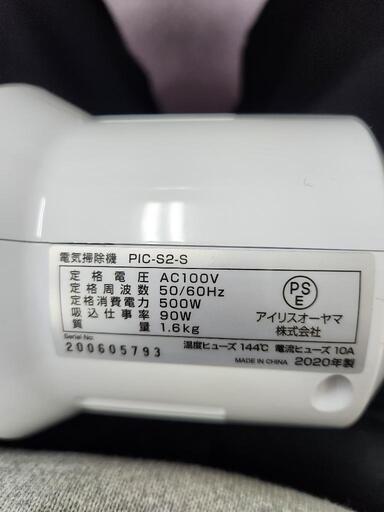 電気掃除機 PIC-S2-S
定格電圧 AC100V
定格周波数 50/60Hz
定格消費電力 500W
吸込仕事率 90W
質量 1.6kg
PS
E
アイリスオーヤマ
株式会社
Serial No.
200605793
温度ヒューズ 144℃ 電流ヒューズ 10A
MADE IN CHINA 2020年製